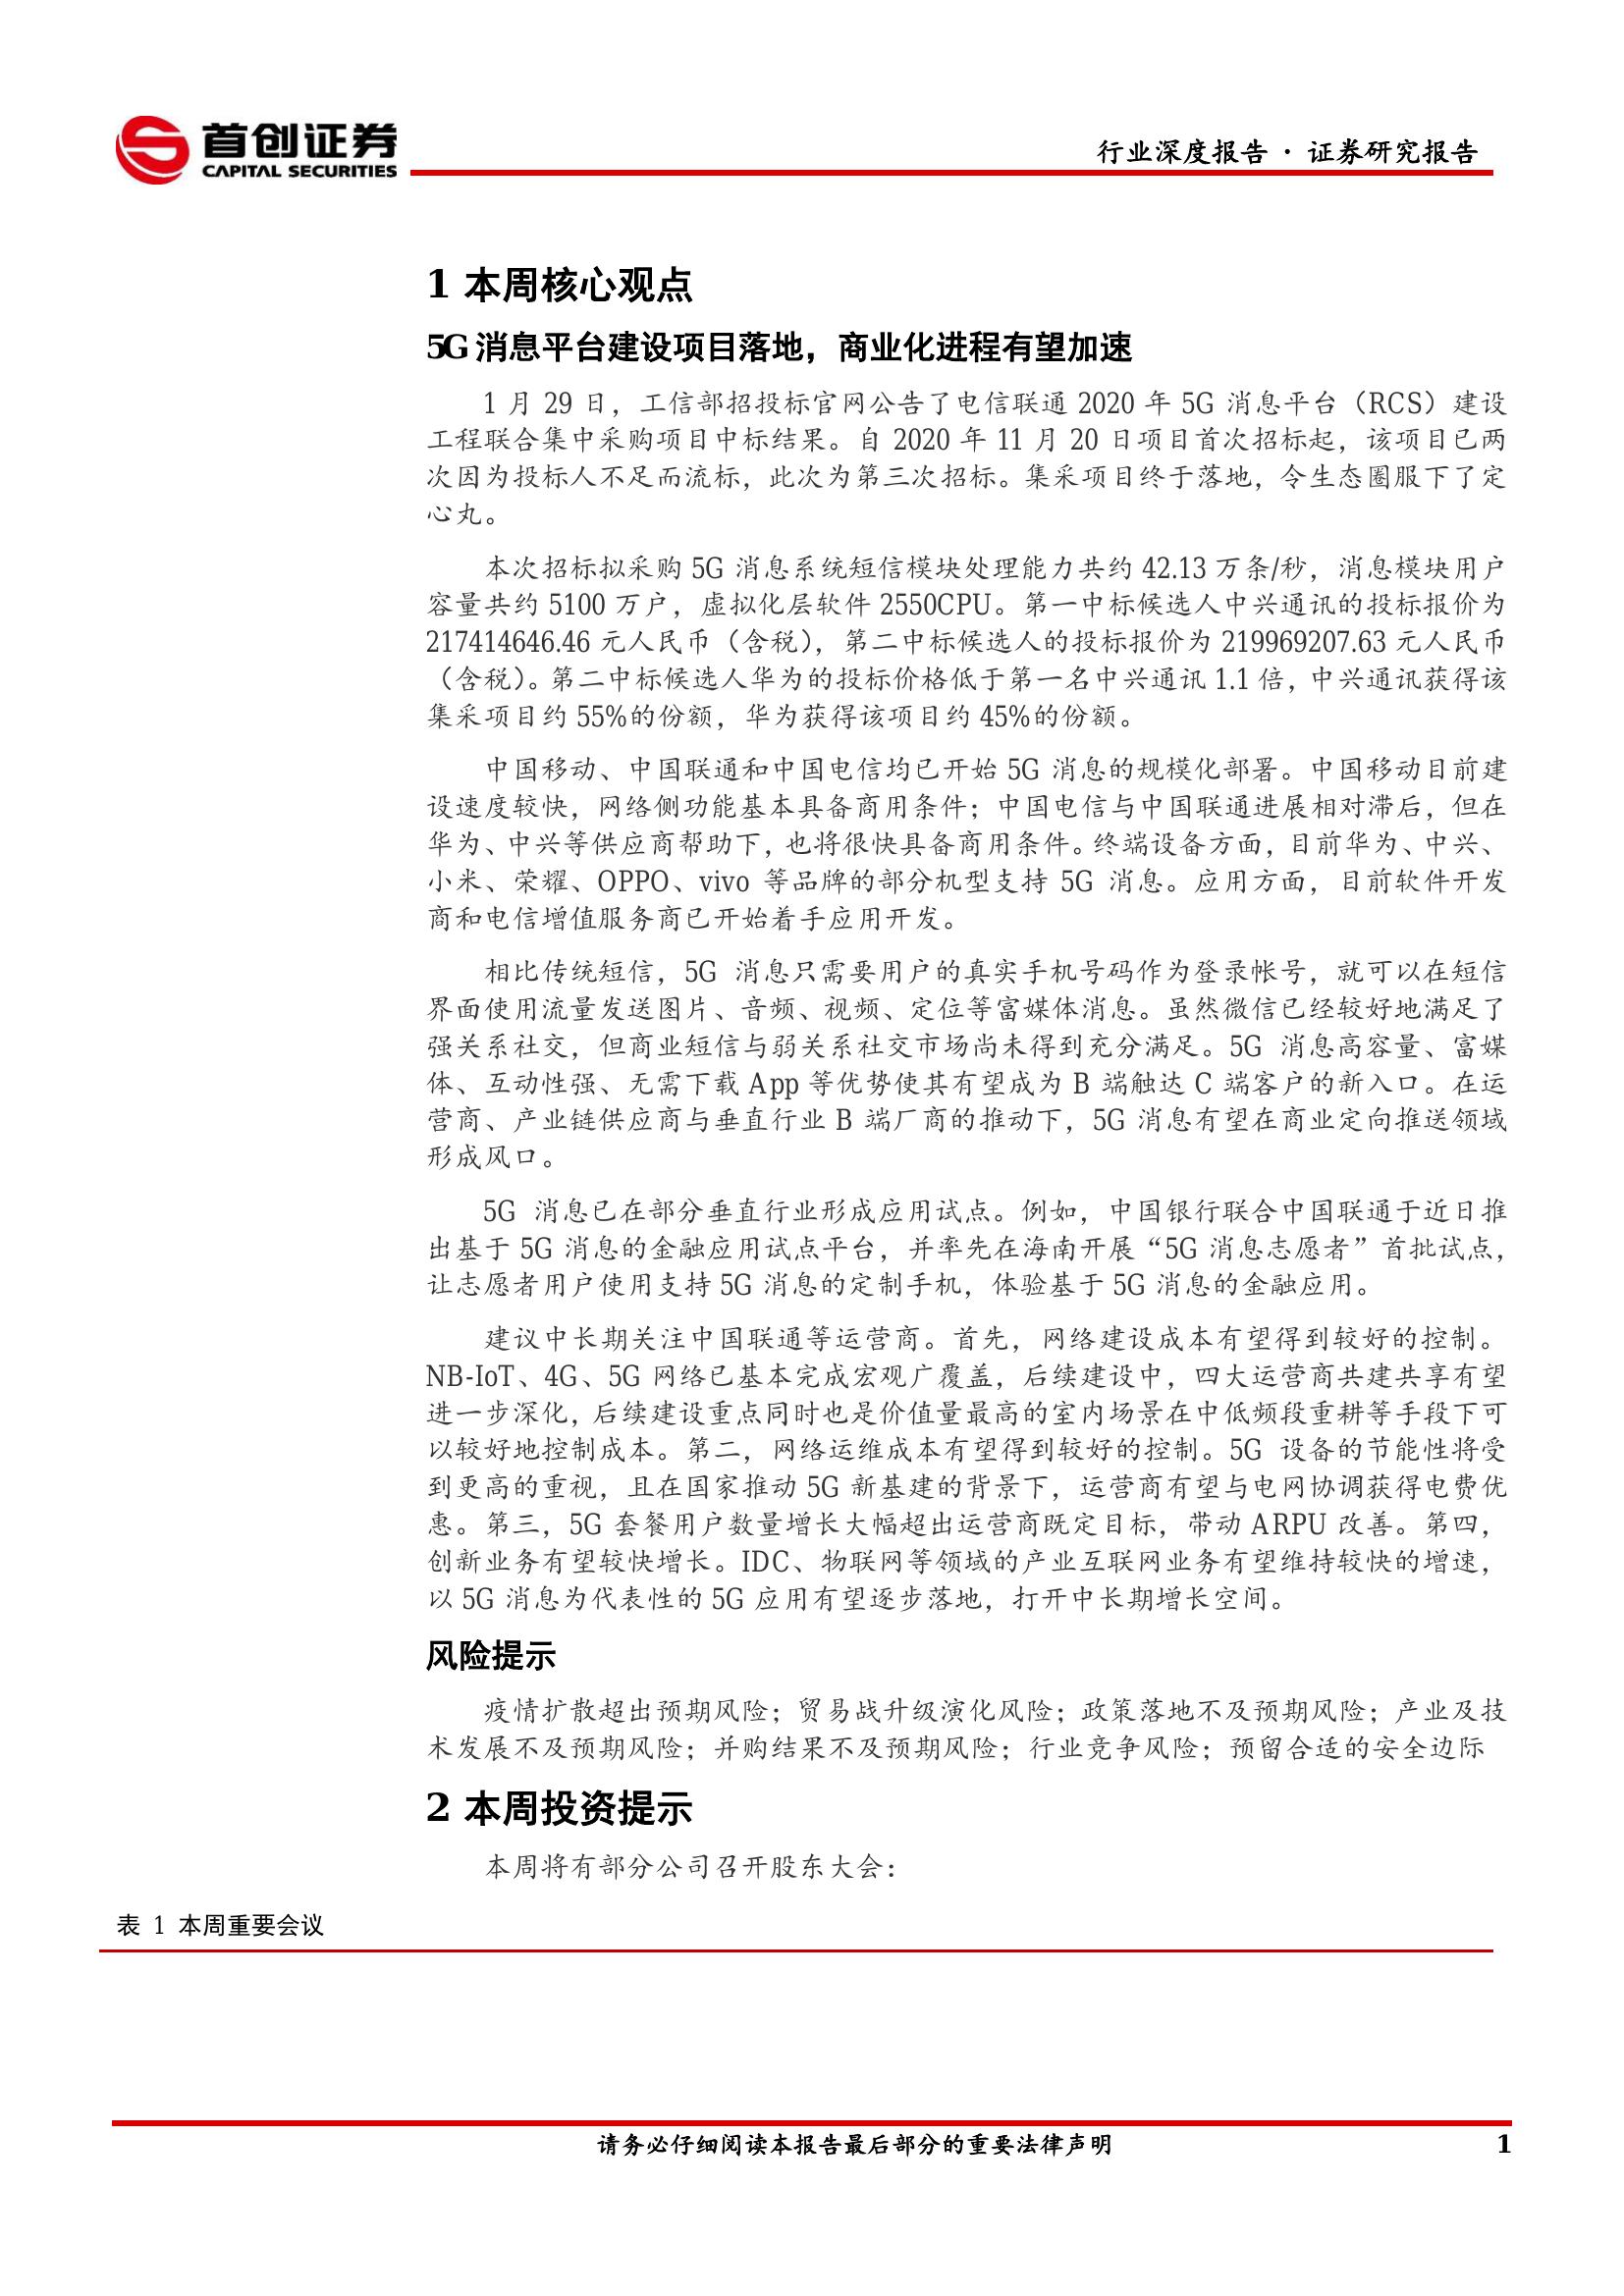 首创证券
CAPITAL SECURITIES
行业深度报告 · 证券研究报告
1 本周核心观点
5G 消息平台建设项目落地，商业化进程有望加速
1 月 29 日，工信部招投标官网公告了电信联通 2020 年 5G 消息平台（RCS）建设
工程联合集中采购项目中标结果。自 2020 年 11 月 20 日项目首次招标起，该项目已两
次因为投标人不足而流标，此次为第三次招标。集采项目终于落地，令生态圈服下了定
心丸。
本次招标拟采购 5G 消息系统短信模块处理能力共约 42.13 万条/秒，消息模块用户
容量共约 5100 万户，虚拟化层软件 2550CPU。第一中标候选人中兴通讯的投标报价为
217414646.46 元人民币（含税），第二中标候选人的投标报价为 219969207.63 元人民币
（含税）。第二中标候选人华为的投标价格低于第一名中兴通讯 1.1 倍，中兴通讯获得该
集采项目约 55%的份额，华为获得该项目约 45%的份额。
中国移动、中国联通和中国电信均已开始 5G 消息的规模化部署。中国移动目前建
设速度较快，网络侧功能基本具备商用条件；中国电信与中国联通进展相对滞后，但在
华为、中兴等供应商帮助下，也将很快具备商用条件。终端设备方面，目前华为、中兴、
小米、荣耀、OPPO、vivo 等品牌的部分机型支持 5G 消息。应用方面，目前软件开发
商和电信增值服务商已开始着手应用开发。
相比传统短信，5G 消息只需要用户的真实手机号码作为登录帐号，就可以在短信
界面使用流量发送图片、音频、视频、定位等富媒体消息。虽然微信已经较好地满足了
强关系社交，但商业短信与弱关系社交市场尚未得到充分满足。5G 消息高容量、富媒
体、互动性强、无需下载 App 等优势使其有望成为 B 端触达 C 端客户的新入口。在运
营商、产业链供应商与垂直行业 B 端厂商的推动下，5G 消息有望在商业定向推送领域
形成风口。
5G 消息已在部分垂直行业形成应用试点。例如，中国银行联合中国联通于近日推
出基于 5G 消息的金融应用试点平台，并率先在海南开展“5G 消息志愿者”首批试点，
让志愿者用户使用支持 5G 消息的定制手机，体验基于 5G 消息的金融应用。
建议中长期关注中国联通等运营商。首先，网络建设成本有望得到较好的控制。
NB-IoT、4G、5G 网络已基本完成宏观广覆盖，后续建设中，四大运营商共建共享有望
进一步深化，后续建设重点同时也是价值量最高的室内场景在中低频段重耕等手段下可
以较好地控制成本。第二，网络运维成本有望得到较好的控制。5G 设备的节能性将受
到更高的重视，且在国家推动 5G 新基建的背景下，运营商有望与电网协调获得电费优
惠。第三，5G 套餐用户数量增长大幅超出运营商既定目标，带动 ARPU 改善。第四，
创新业务有望较快增长。IDC、物联网等领域的产业互联网业务有望维持较快的增速，
以 5G 消息为代表性的 5G 应用有望逐步落地，打开中长期增长空间。
风险提示
疫情扩散超出预期风险；贸易战升级演化风险；政策落地不及预期风险；产业及技
术发展不及预期风险；并购结果不及预期风险；行业竞争风险；预留合适的安全边际
2 本周投资提示
本周将有部分公司召开股东大会：
表 1 本周重要会议
请务必仔细阅读本报告最后部分的重要法律声明
1